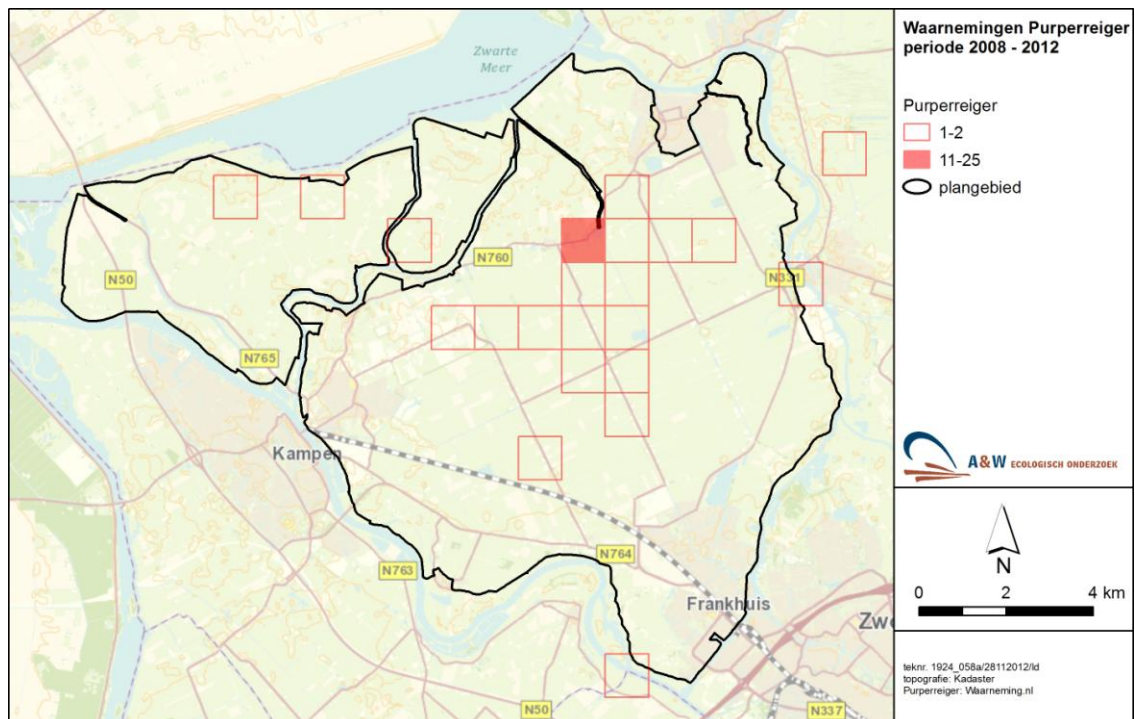 Zwarte
Meer
N50
N760
N331
N765
Kampen
N764
N763
Frankhuis
Zwo
N50
N337
Waarnemingen Purperreiger
periode 2008 - 2012
Purperreiger
1-2
11-25
plangebied
A&W ECOLOGISCH ONDERZOEK
N
0 2 4 km
teknr. 1924_058a/28112012/ld
topografie: Kadaster
Purperreiger: Waarneming.nl